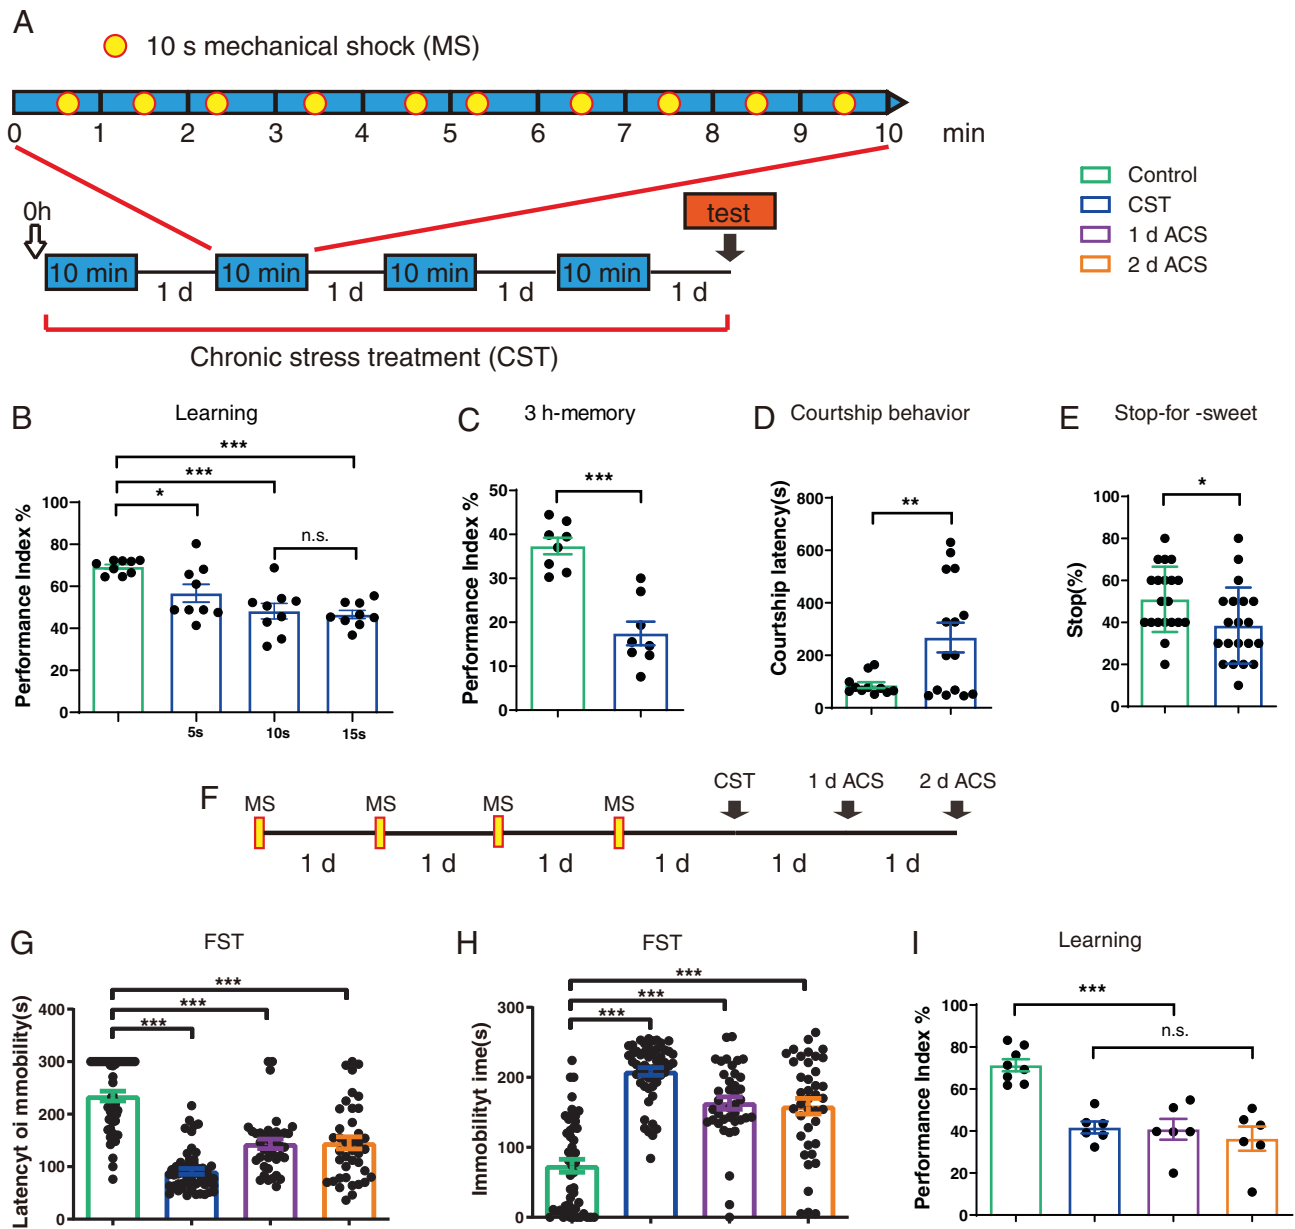 A
10 s mechanical shock (MS)
0 1 2 3 4 5 6 7 8 9 10 min
Control
CST
1 d ACS
2 d ACS
0h
test
10 min 10 min 10 min 10 min
1 d 1 d 1 d 1 d
Chronic stress treatment (CST)
B Learning
***
***
*
n.s.
Performance Index %
100
80
60
40
20
0
5s 10s 15s
C 3 h-memory
***
Performance Index %
50
40
30
20
10
0
D Courtship behavior
**
Courtship latency(s)
800
600
400
200
0
E Stop-for -sweet
*
Stop(%)
100
80
60
40
20
0
F
CST 1 d ACS 2 d ACS
MS MS MS MS
1 d 1 d 1 d 1 d 1 d 1 d
G FST
***
***
***
Latencyt oi mmobility(s)
400
300
200
100
0
H FST
***
***
***
Immobilityt ime(s)
300
200
100
0
I Learning
***
n.s.
Performance Index %
100
80
60
40
20
0